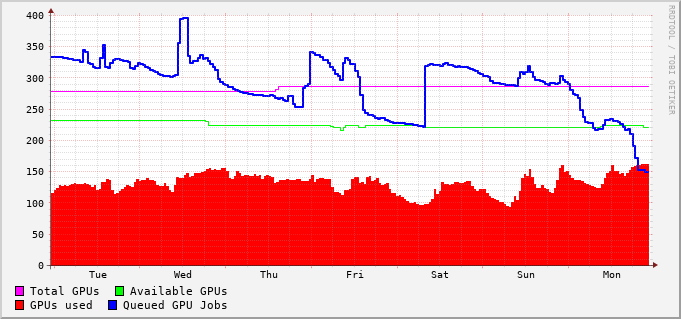 400
350
300
250
200
150
100
50
0
Tue Wed Thu Fri Sat Sun Mon
Total GPUs Available GPUs
GPUs used Queued GPU Jobs
RRDTOOL / TOBI OETIKER